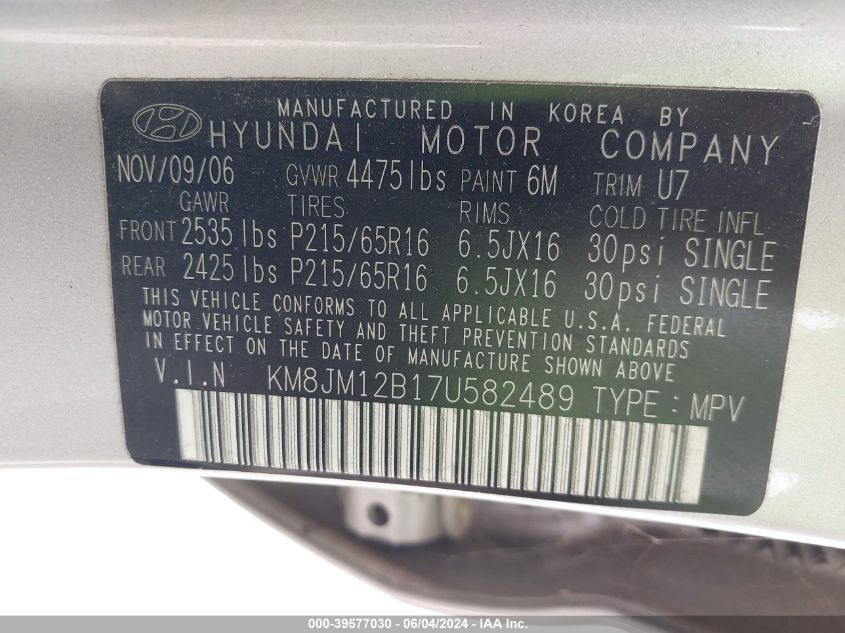 MANUFACTURED IN KOREA BY
HYUNDAI MOTOR COMPANY
NOV/09/06 GVWR 4475lbs PAINT 6M TRIM U7
GAWR TIRES RIMS COLD TIRE INFL
FRONT 2535lbs P215/65R16 6.5JX16 30psi SINGLE
REAR 2425lbs P215/65R16 6.5JX16 30psi SINGLE
THIS VEHICLE CONFORMS TO ALL APPLICABLE U.S.A. FEDERAL
MOTOR VEHICLE SAFETY AND THEFT PREVENTION STANDARDS
IN EFFECT ON THE DATE OF MANUFACTURE SHOWN ABOVE
V.I.N KM8JM12B17U582489 TYPE : MPV
000-39577030 - 06/04/2024 - IAA Inc.